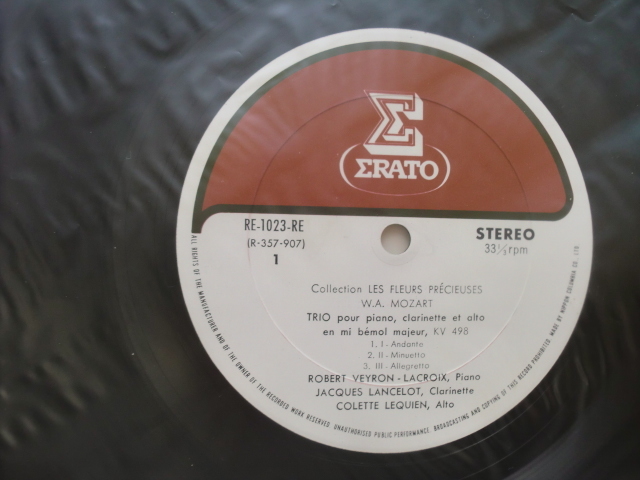 Σ
ΣRATO
RE-1023-RE
(R-357-907)
1
STEREO
33⅓ rpm
Collection LES FLEURS PRÉCIEUSES
W.A. MOZART
TRIO pour piano, clarinette et alto
en mi bémol majeur, KV 498
1. I - Andante
2. II - Minuetto
3. III - Allegretto
ROBERT VEYRON - LACROIX, Piano
JACQUES LANCELOT, Clarinette
COLETTE LEQUIEN, Alto
ALL RIGHTS OF THE MANUFACTURER AND OF THE OWNER OF THE RECORDED WORK RESERVED. UNAUTHORISED PUBLIC PERFORMANCE, BROADCASTING AND COPYING OF THIS RECORD PROHIBITED. MADE BY NIPPON COLUMBIA CO., LTD.